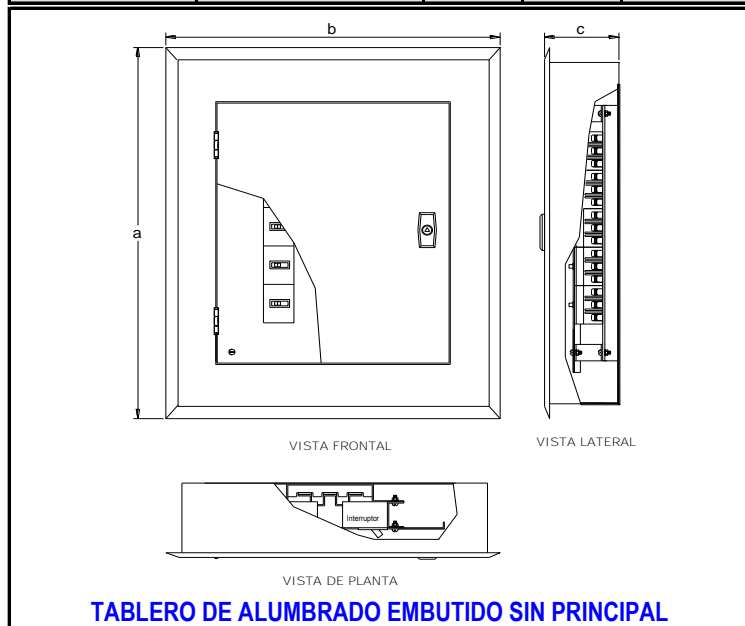 b
c
a
VISTA FRONTAL
VISTA LATERAL
Interruptor
VISTA DE PLANTA
TABLERO DE ALUMBRADO EMBUTIDO SIN PRINCIPAL